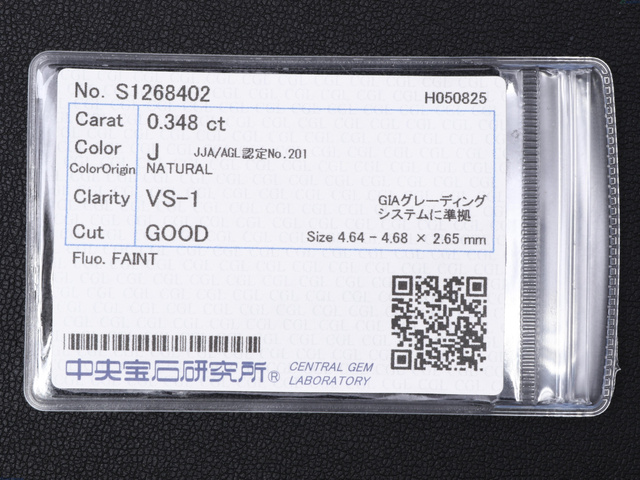 No. S1268402
H050825
Carat 0.348 ct
Color J JJA/AGL認定No.201
ColorOrigin NATURAL
Clarity VS-1 GIAグレーディング
システムに準拠
Cut GOOD Size 4.64 - 4.68 × 2.65 mm
Fluo. FAINT
中央宝石研究所® CENTRAL GEM
LABORATORY